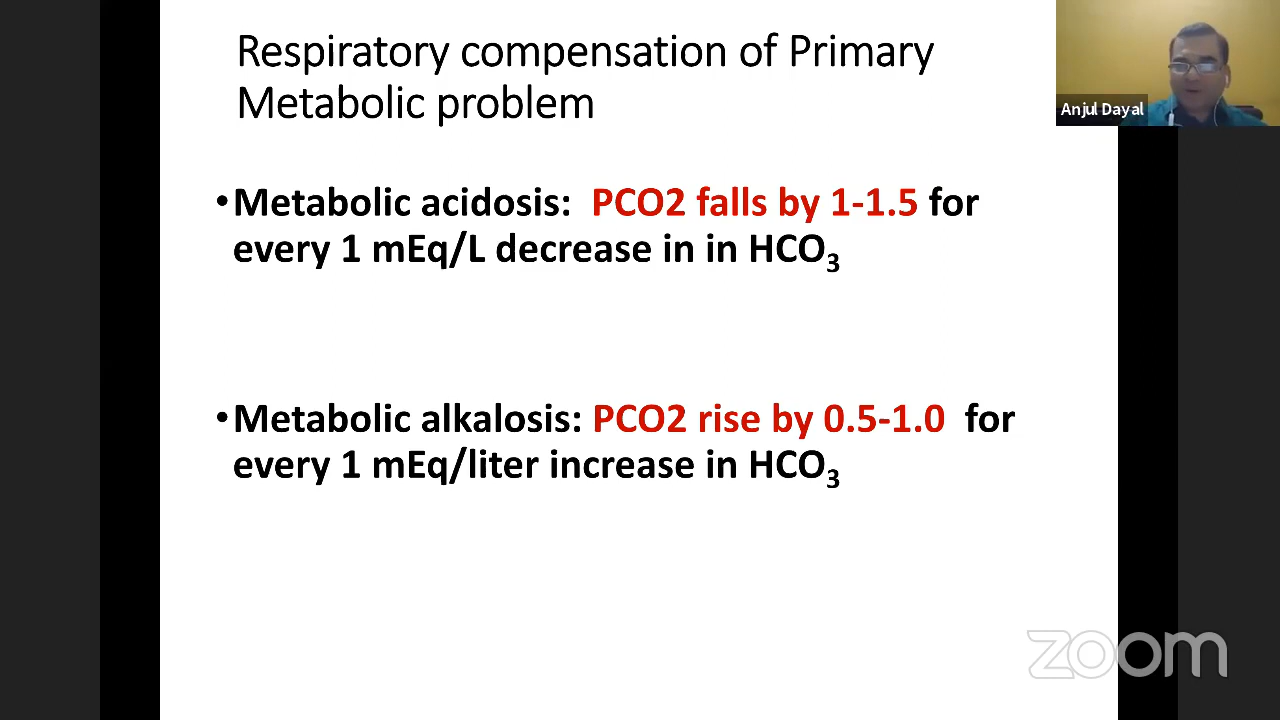 Respiratory compensation of Primary
Metabolic problem
Anjul Dayal
•Metabolic acidosis: PCO2 falls by 1-1.5 for
every 1 mEq/L decrease in in HCO₃
•Metabolic alkalosis: PCO2 rise by 0.5-1.0 for
every 1 mEq/liter increase in HCO₃
zoom